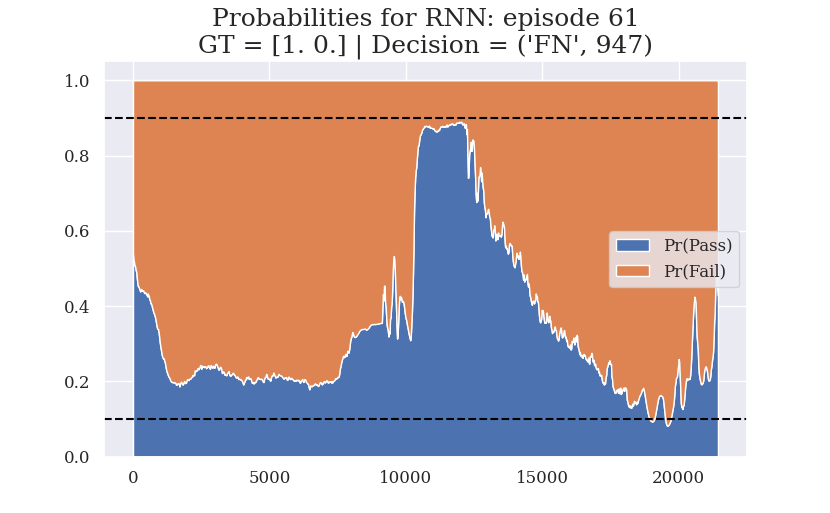 Probabilities for RNN: episode 61
GT = [1. 0.] | Decision = ('FN', 947)
1.0
0.8
0.6
0.4
0.2
0.0
Pr(Pass)
Pr(Fail)
0 5000 10000 15000 20000